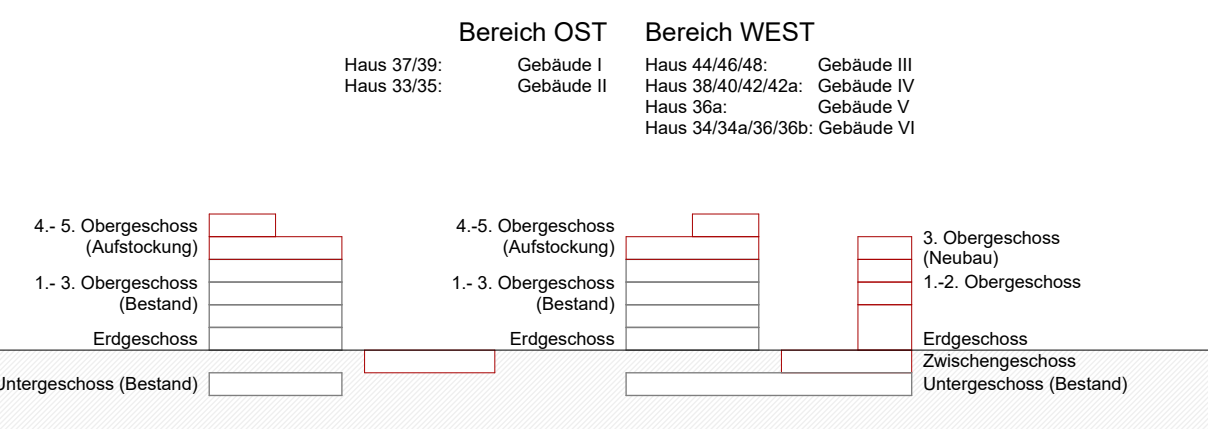 Bereich OST
Haus 37/39: Gebäude I
Haus 33/35: Gebäude II
Bereich WEST
Haus 44/46/48: Gebäude III
Haus 38/40/42/42a: Gebäude IV
Haus 36a: Gebäude V
Haus 34/34a/36/36b: Gebäude VI
4.- 5. Obergeschoss
(Aufstockung)
1.- 3. Obergeschoss
(Bestand)
Erdgeschoss
Untergeschoss (Bestand)
4.-5. Obergeschoss
(Aufstockung)
1.- 3. Obergeschoss
(Bestand)
Erdgeschoss
3. Obergeschoss
(Neubau)
1.-2. Obergeschoss
Erdgeschoss
Zwischengeschoss
Untergeschoss (Bestand)